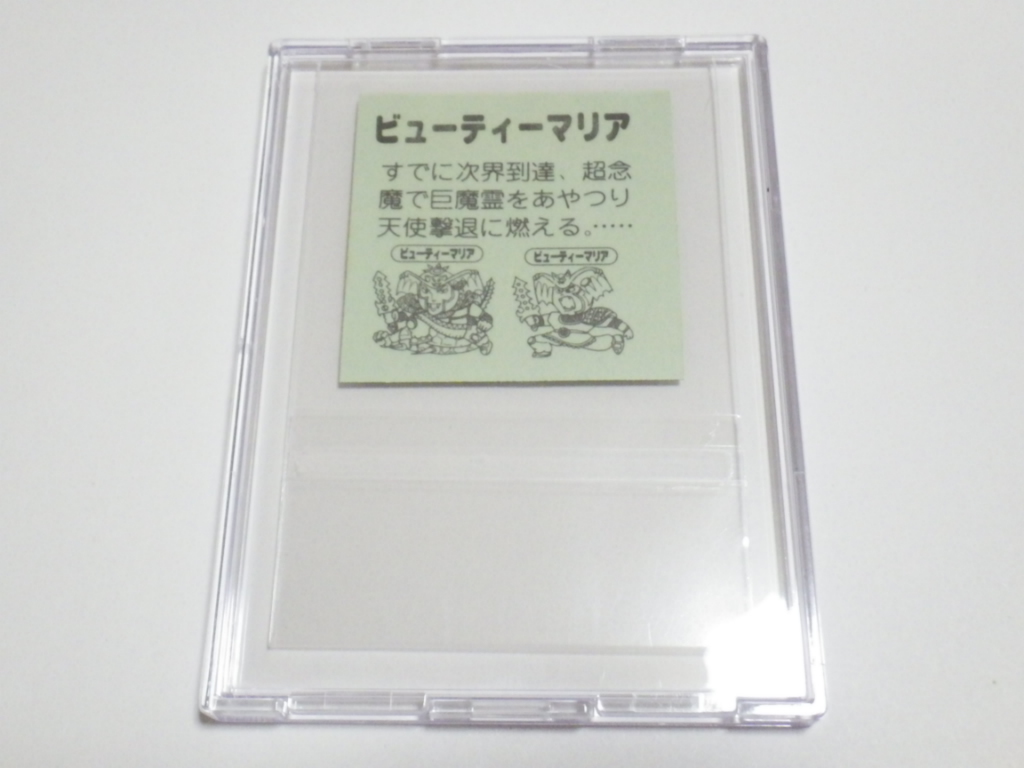 ビューティーマリア
すでに次界到達、超念
魔で巨魔霊をあやつり
天使撃退に燃える。……
ビューティーマリア
ビューティーマリア